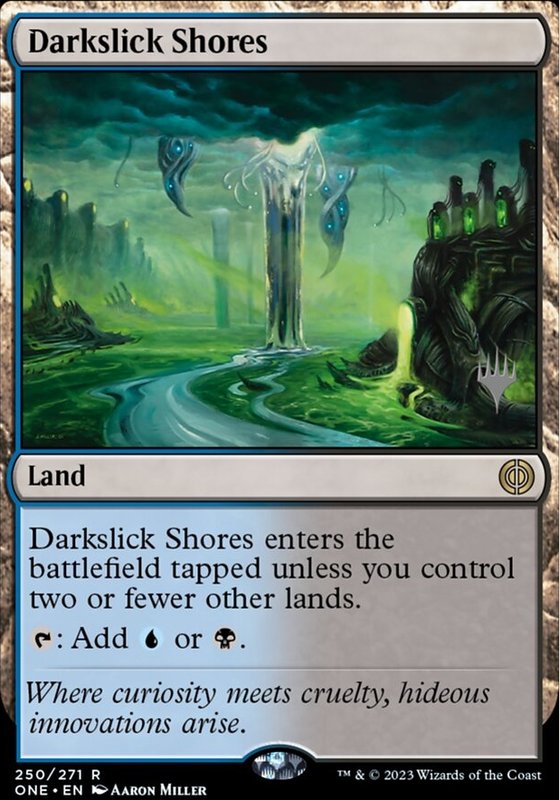 Darkslick Shores
Land
Darkslick Shores enters the
battlefield tapped unless you control
two or fewer other lands.
: Add or .
Where curiosity meets cruelty, hideous
innovations arise.
250/271 R
ONE • EN Aaron Miller
™ & © 2023 Wizards of the Coast